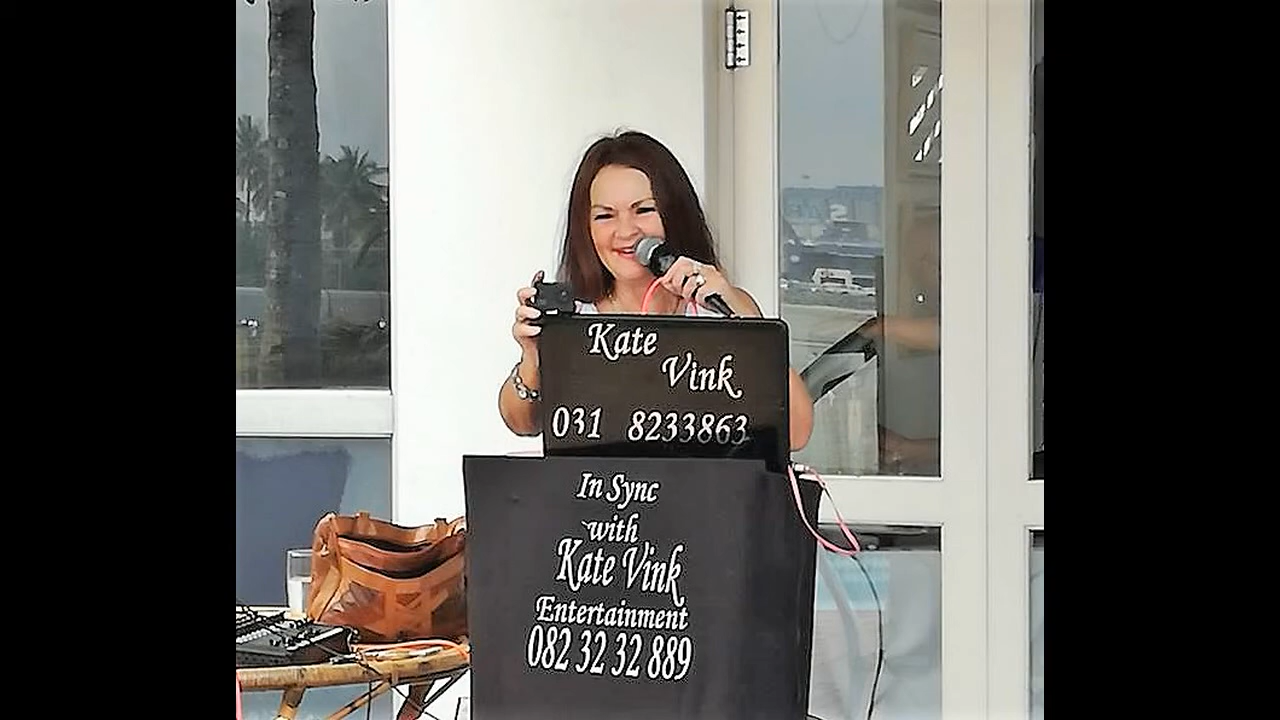 Kate
Vink
031 8233863
In Sync
with
Kate Vink
Entertainment
082 32 32 889